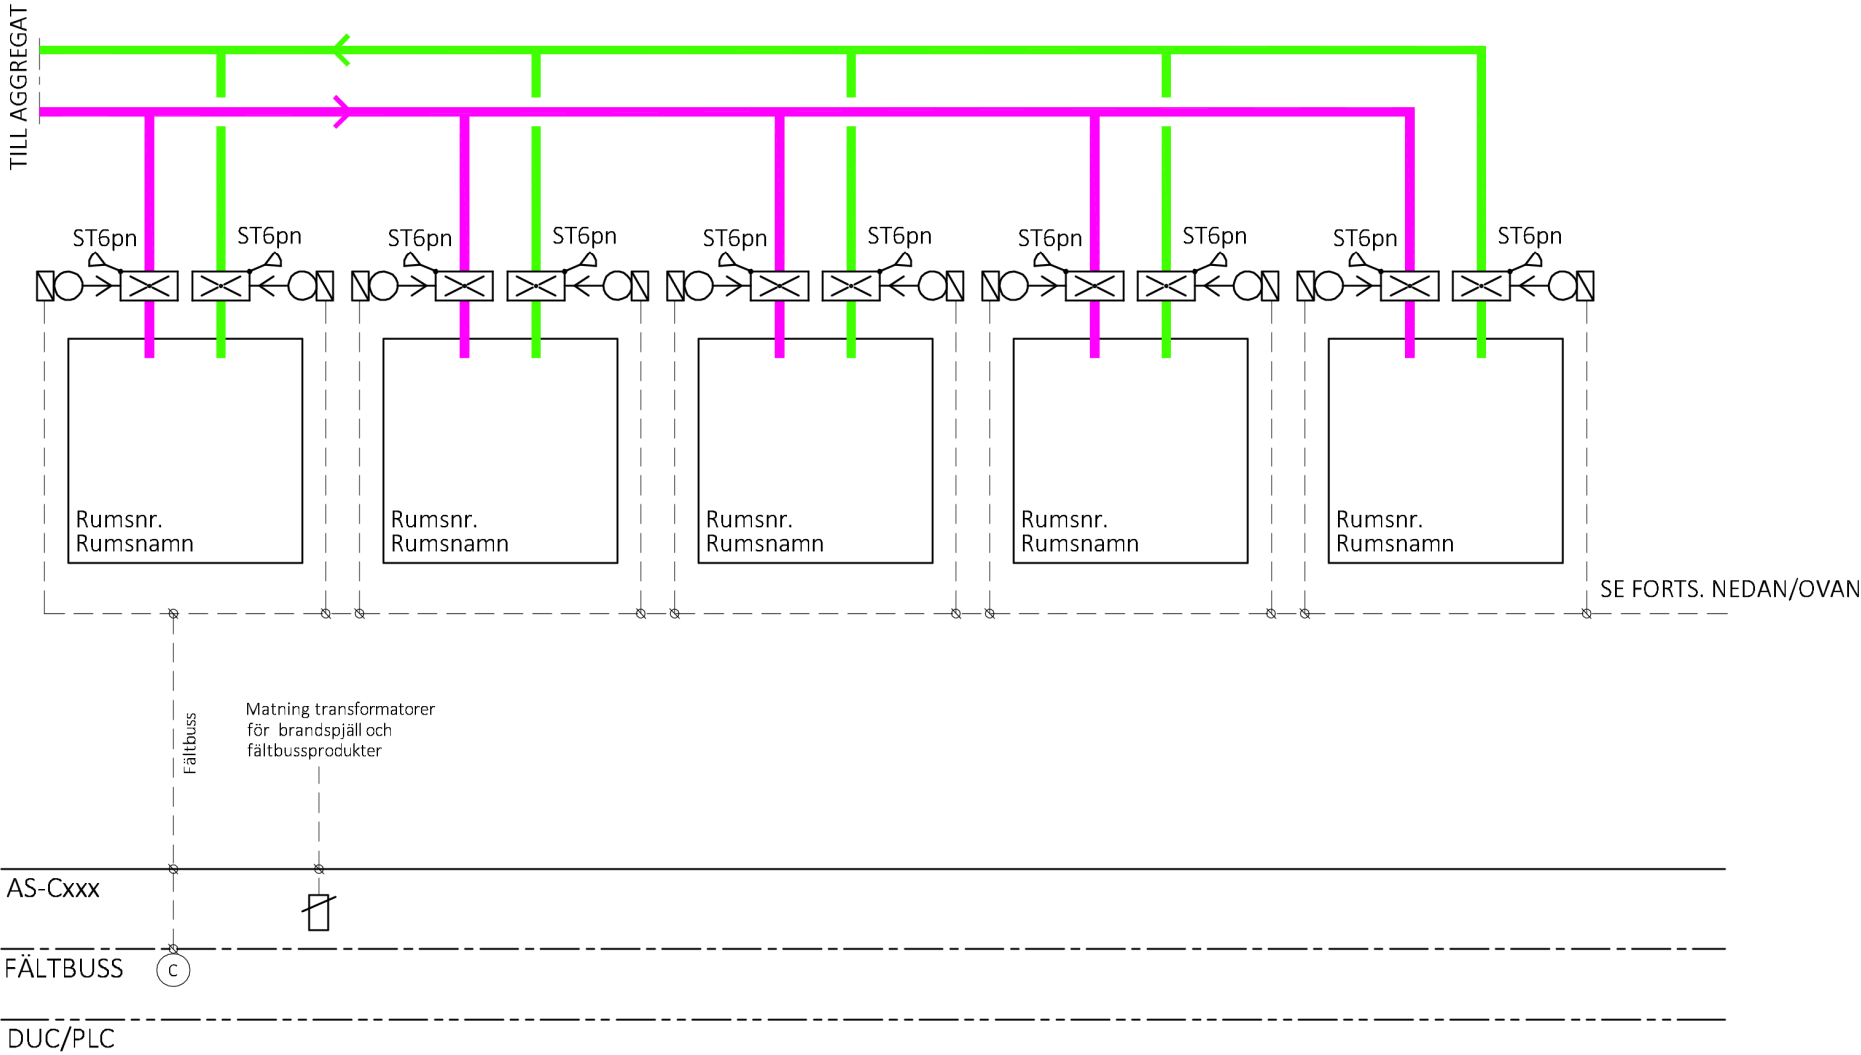 TILL AGGREGAT
ST6pn
ST6pn
ST6pn
ST6pn
ST6pn
ST6pn
ST6pn
ST6pn
ST6pn
ST6pn
Rumsnr.
Rumsnamn
Rumsnr.
Rumsnamn
Rumsnr.
Rumsnamn
Rumsnr.
Rumsnamn
Rumsnr.
Rumsnamn
SE FORTS. NEDAN/OVAN
Fältbuss
Matning transformatorer
för brandspjäll och
fältbussprodukter
AS-Cxxx
FÄLTBUSS
C
DUC/PLC